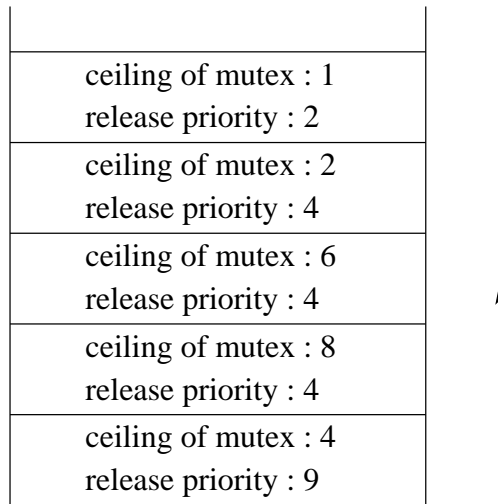 ceiling of mutex : 1
release priority : 2
ceiling of mutex : 2
release priority : 4
ceiling of mutex : 6
release priority : 4
ceiling of mutex : 8
release priority : 4
ceiling of mutex : 4
release priority : 9